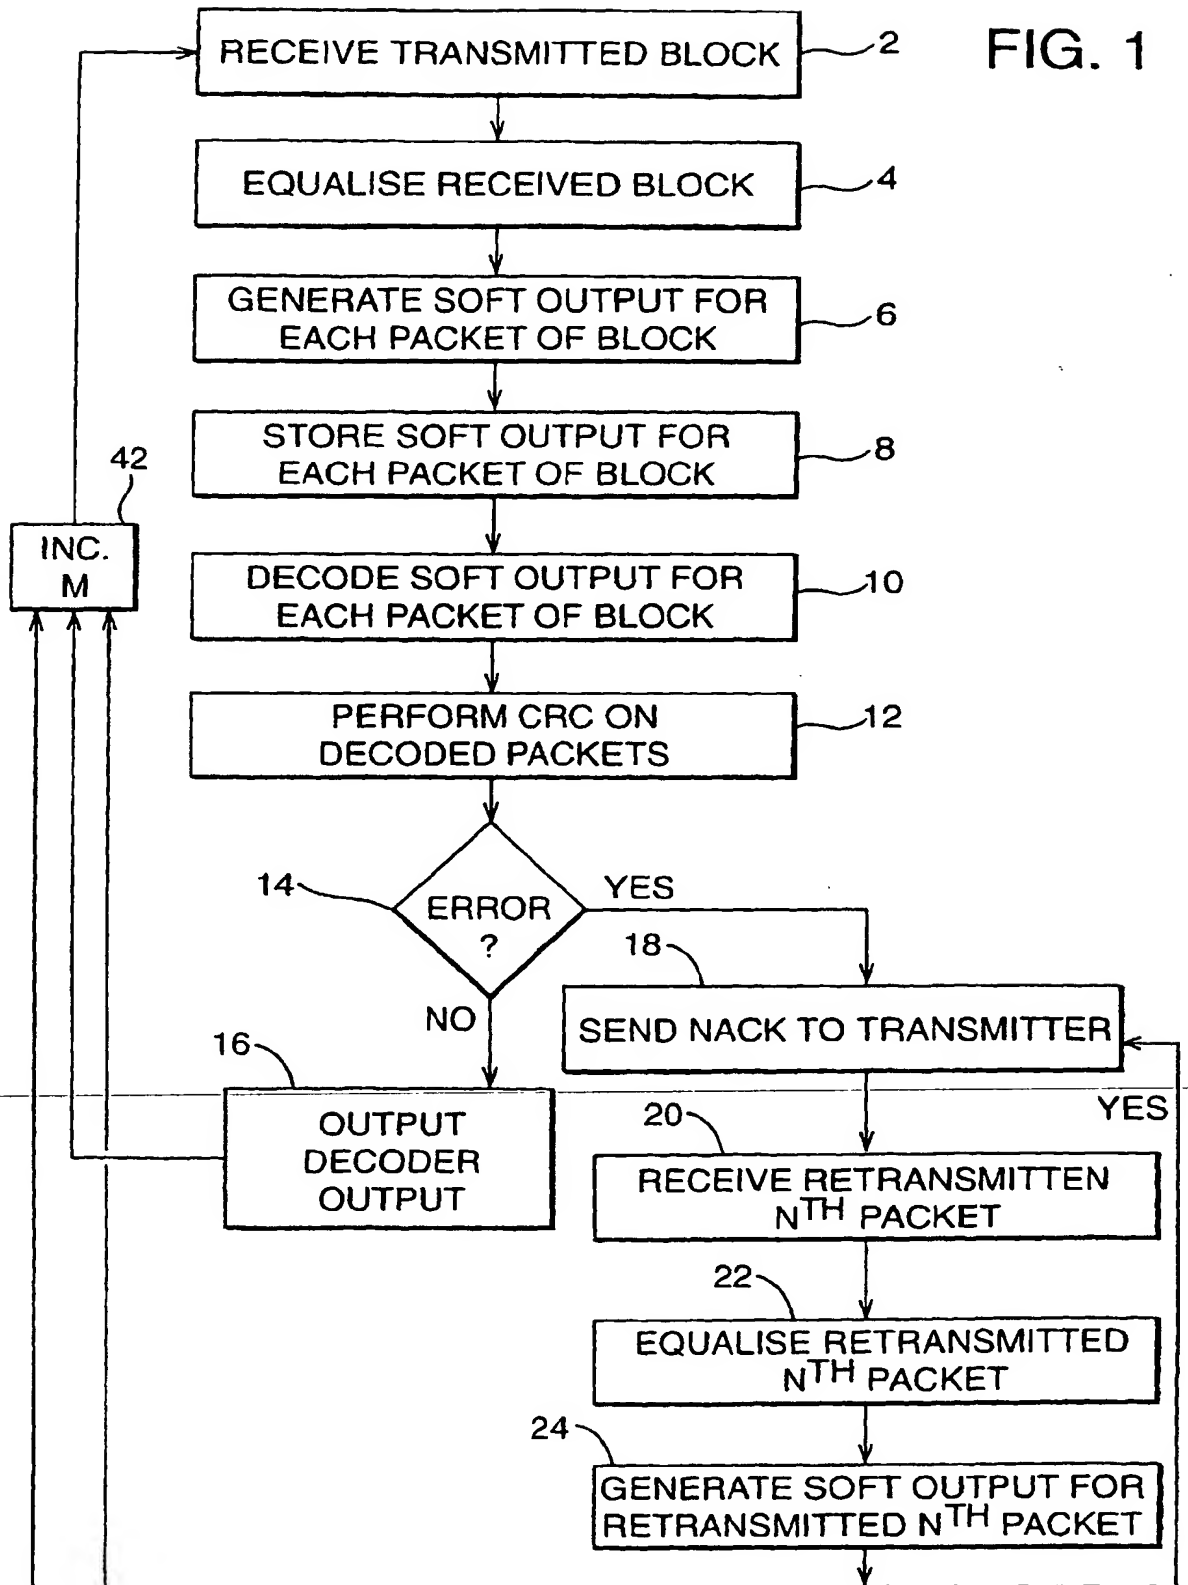 FIG. 1
RECEIVE TRANSMITTED BLOCK
2
EQUALISE RECEIVED BLOCK
4
GENERATE SOFT OUTPUT FOR
EACH PACKET OF BLOCK
6
STORE SOFT OUTPUT FOR
EACH PACKET OF BLOCK
8
42
INC.
M
DECODE SOFT OUTPUT FOR
EACH PACKET OF BLOCK
10
PERFORM CRC ON
DECODED PACKETS
12
14
ERROR
?
YES
NO
18
SEND NACK TO TRANSMITTER
16
OUTPUT
DECODER
OUTPUT
YES
20
RECEIVE RETRANSMITTEN
NTH PACKET
22
EQUALISE RETRANSMITTED
NTH PACKET
24
GENERATE SOFT OUTPUT FOR
RETRANSMITTED NTH PACKET